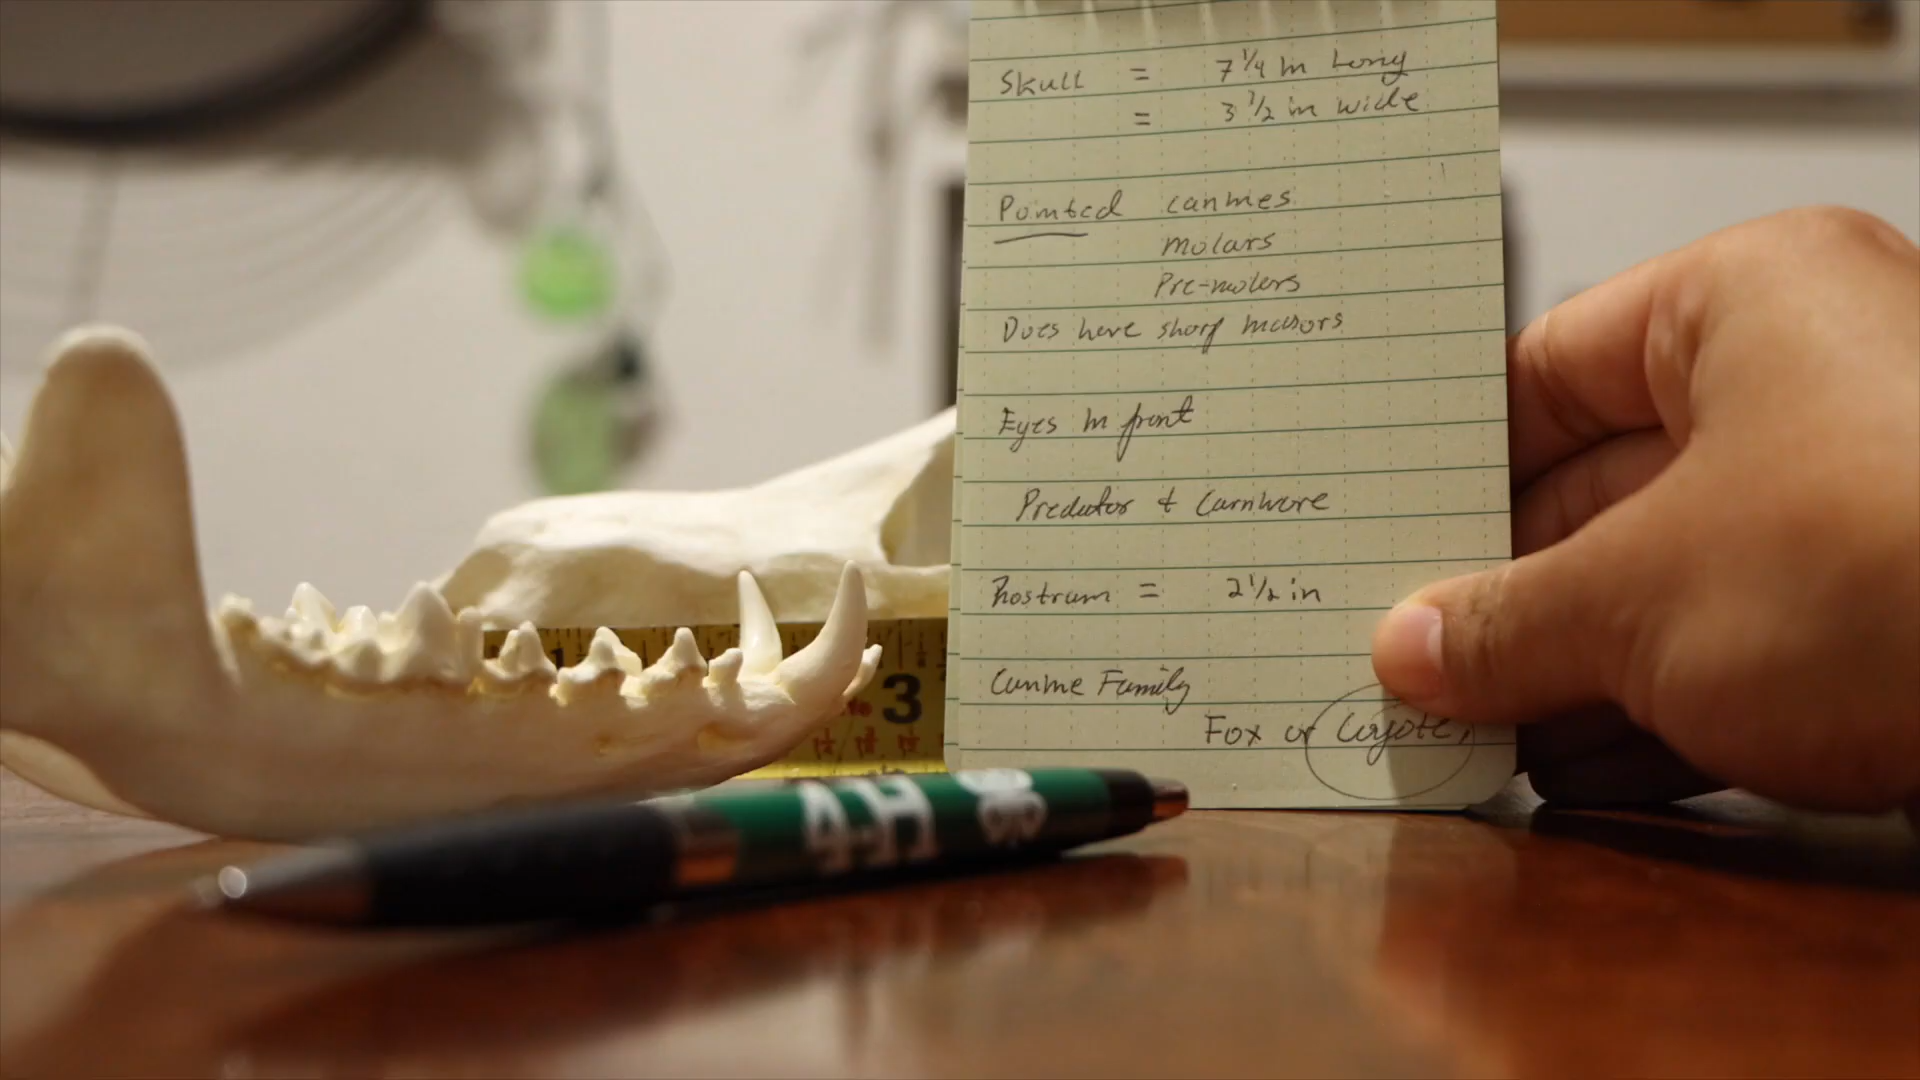 Skull = 7 1/4 in Long
= 3 1/2 in wide
Pointed canines
molars
Pre-molars
Does have sharp incisors
Eyes in front
Predator & Carnivore
Rostrum = 2 1/2 in
Canine Family
Fox or Coyote,
1
3
4-H